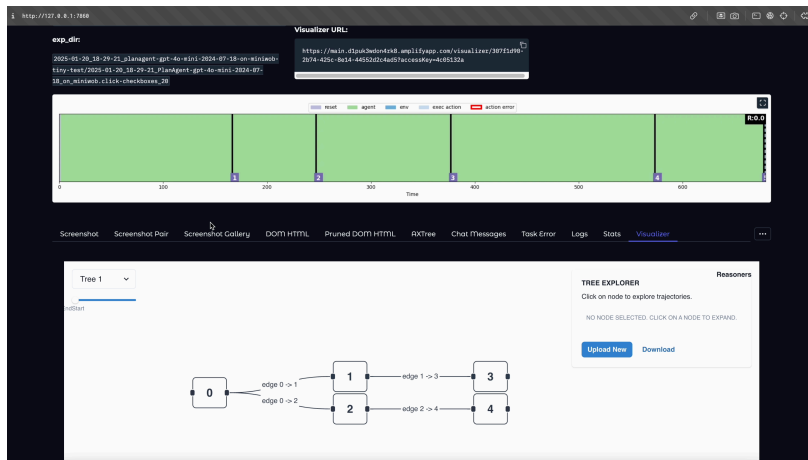 http://127.0.0.1:7860
exp_dir:
2025-01-20_18-29-21_planagent-gpt-4o-mini-2024-07-18-on-miniwob-
tiny-test/2025-01-20_18-29-21_PlanAgent-gpt-4o-mini-2024-07-
18_on_miniwob.click-checkboxes_20
Visualizer URL:
https://main.d1puk3wdon4zk8.amplifyapp.com/visualizer/307f1d90-
2b74-425c-8e14-44552d2c4ad5?accessKey=4c05132a
reset agent env exec action action error
R:0.0
1 2 3 4
0 100 200 300 400 500 600
Time
Screenshot Screenshot Pair Screenshot Gallery DOM HTML Pruned DOM HTML AXTree Chat Messages Task Error Logs Stats Visualizer
Tree 1
EndStart
Reasoners
TREE EXPLORER
Click on node to explore trajectories.
NO NODE SELECTED. CLICK ON A NODE TO EXPAND.
Upload New Download
0
edge 0 -> 1
1
edge 1 -> 3
3
edge 0 -> 2
2
edge 2 -> 4
4